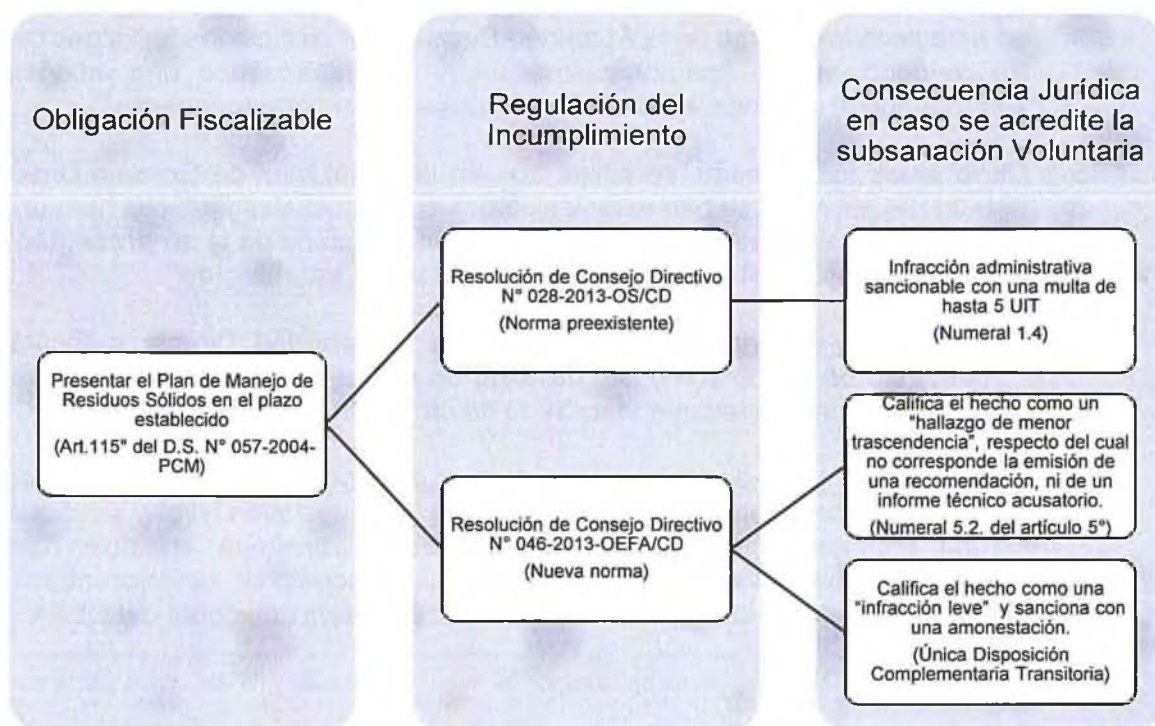 Obligación Fiscalizable
Regulación del
Incumplimiento
Consecuencia Jurídica
en caso se acredite la
subsanación Voluntaria
Presentar el Plan de Manejo de
Residuos Sólidos en el plazo
establecido
(Art.115° del D.S. N° 057-2004-
PCM)
Resolución de Consejo Directivo
N° 028-2013-OS/CD
(Norma preexistente)
Resolución de Consejo Directivo
N° 046-2013-OEFA/CD
(Nueva norma)
Infracción administrativa
sancionable con una multa de
hasta 5 UIT
(Numeral 1.4)
Califica el hecho como un
"hallazgo de menor
trascendencia", respecto del cual
no corresponde la emisión de
una recomendación, ni de un
informe técnico acusatorio.
(Numeral 5.2. del artículo 5°)
Califica el hecho como una
"infracción leve" y sanciona con
una amonestación.
(Única Disposición
Complementaria Transitoria)